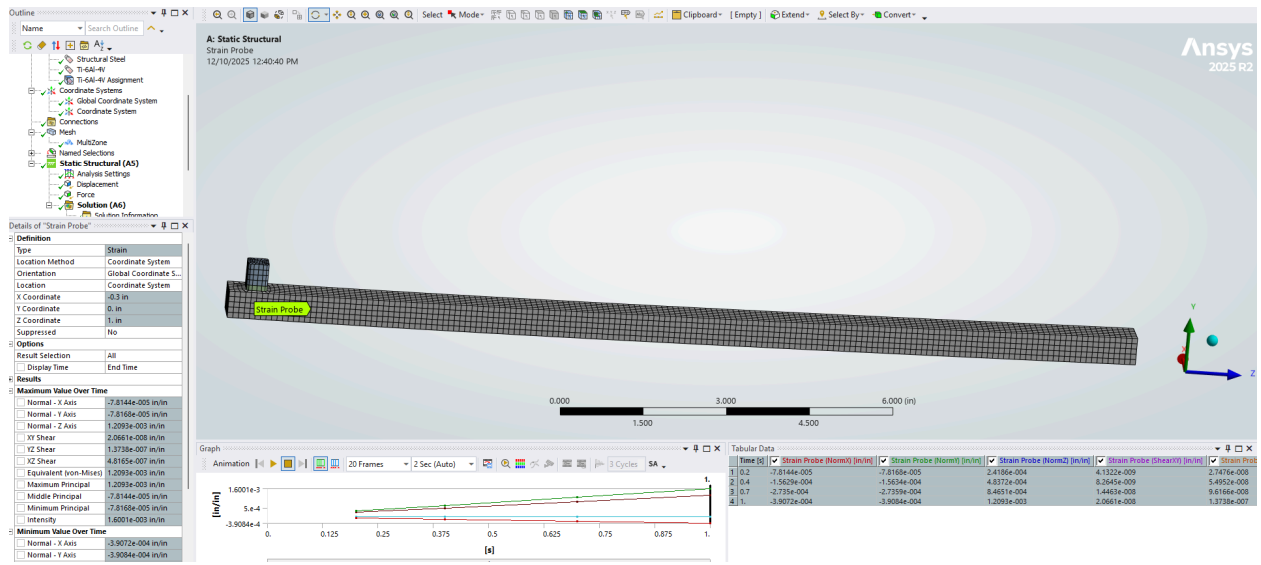 Outline
Select Mode Clipboard [ Empty ] Extend Select By Convert
Name Search Outline
Structural Steel
Ti-6Al-4V
Ti-6Al-4V Assignment
Coordinate Systems
Global Coordinate System
Coordinate System
Connections
Mesh
MultiZone
Named Selections
Static Structural (A5)
Analysis Settings
Displacement
Force
Solution (A6)
Solution Information
Details of "Strain Probe"
Definition
Type Strain
Location Method Coordinate System
Orientation Global Coordinate S...
Location Coordinate System
X Coordinate -0.3 in
Y Coordinate 0. in
Z Coordinate 1. in
Suppressed No
Options
Result Selection All
Display Time End Time
Results
Maximum Value Over Time
Normal - X Axis -7.8144e-005 in/in
Normal - Y Axis -7.8168e-005 in/in
Normal - Z Axis 1.2093e-003 in/in
XY Shear 2.0661e-008 in/in
YZ Shear 1.3738e-007 in/in
XZ Shear 4.8165e-007 in/in
Equivalent (von-Mises) 1.2093e-003 in/in
Maximum Principal 1.2093e-003 in/in
Middle Principal -7.8144e-005 in/in
Minimum Principal -7.8168e-005 in/in
Intensity 1.6001e-003 in/in
Minimum Value Over Time
Normal - X Axis -3.9072e-004 in/in
Normal - Y Axis -3.9084e-004 in/in
A: Static Structural
Strain Probe
12/10/2025 12:40:40 PM
Ansys
2025 R2
Strain Probe
Y
Z
0.000 3.000 6.000 (in)
1.500 4.500
Graph
Animation 20 Frames 2 Sec (Auto) 3 Cycles SA
1.
1.6001e-3
5.e-4
-3.9084e-4
[in/in]
0. 0.125 0.25 0.375 0.5 0.625 0.75 0.875 1.
[s]
Tabular Data
Time [s] Strain Probe (NormX) [in/in] Strain Probe (NormY) [in/in] Strain Probe (NormZ) [in/in] Strain Probe (ShearXY) [in/in] Strain Prob
1 0.2 -7.8144e-005 -7.8168e-005 2.4186e-004 4.1322e-009 2.7476e-008
2 0.4 -1.5629e-004 -1.5634e-004 4.8372e-004 8.2645e-009 5.4952e-008
3 0.7 -2.735e-004 -2.7359e-004 8.4651e-004 1.4463e-008 9.6166e-008
4 1. -3.9072e-004 -3.9084e-004 1.2093e-003 2.0661e-008 1.3738e-007